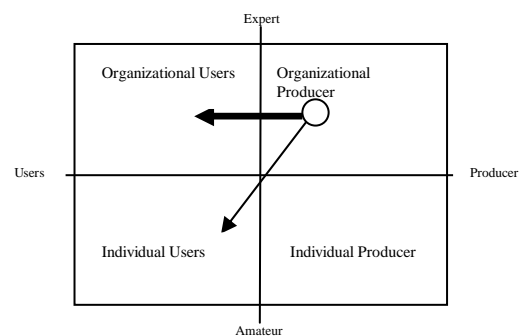 Expert
Organizational Users
Organizational
Producer
Users
Producer
Individual Users
Individual Producer
Amateur